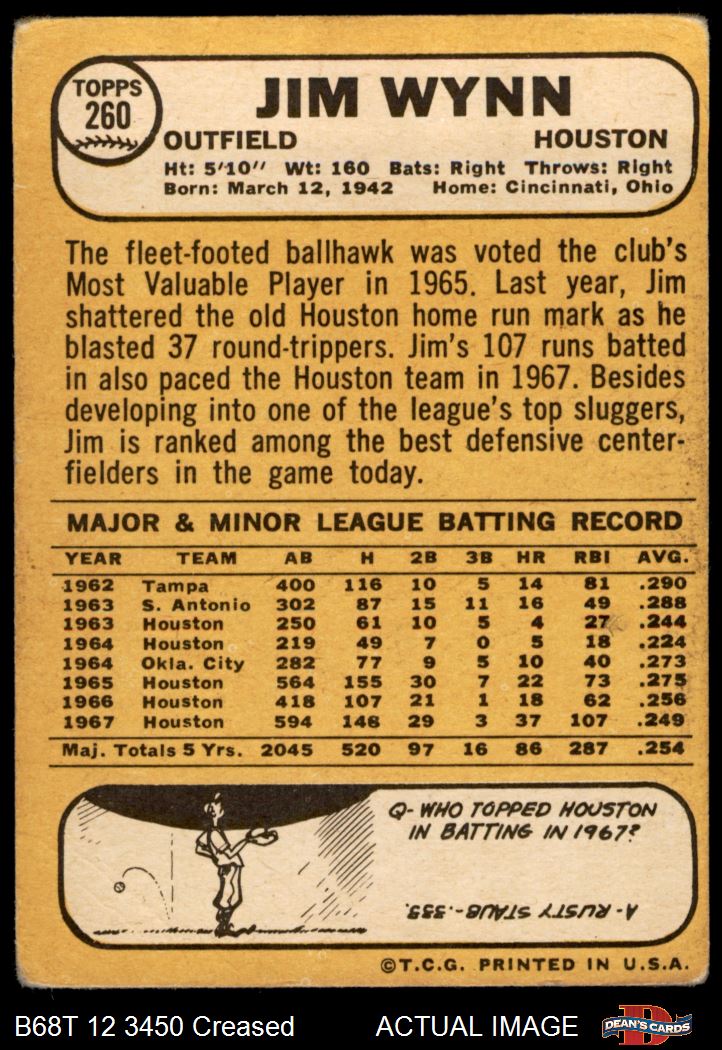 TOPPS
260
JIM WYNN
OUTFIELD HOUSTON
Ht: 5'10" Wt: 160 Bats: Right Throws: Right
Born: March 12, 1942 Home: Cincinnati, Ohio
The fleet-footed ballhawk was voted the club's
Most Valuable Player in 1965. Last year, Jim
shattered the old Houston home run mark as he
blasted 37 round-trippers. Jim's 107 runs batted
in also paced the Houston team in 1967. Besides
developing into one of the league's top sluggers,
Jim is ranked among the best defensive center-
fielders in the game today.
MAJOR & MINOR LEAGUE BATTING RECORD
YEAR TEAM AB H 2B 3B HR RBI AVG.
1962 Tampa 400 116 10 5 14 81 .290
1963 S. Antonio 302 87 15 11 16 49 .288
1963 Houston 250 61 10 5 4 27 .244
1964 Houston 219 49 7 0 5 18 .224
1964 Okla. City 282 77 9 5 10 40 .273
1965 Houston 564 155 30 7 22 73 .275
1966 Houston 418 107 21 1 18 62 .256
1967 Houston 594 148 29 3 37 107 .249
Maj. Totals 5 Yrs. 2045 520 97 16 86 287 .254
Q- WHO TOPPED HOUSTON
IN BATTING IN 1967?
A- RUSTY STAUB-.333.
©T.C.G. PRINTED IN U.S.A.
B68T 12 3450 Creased ACTUAL IMAGE
D
DEAN'S CARDS